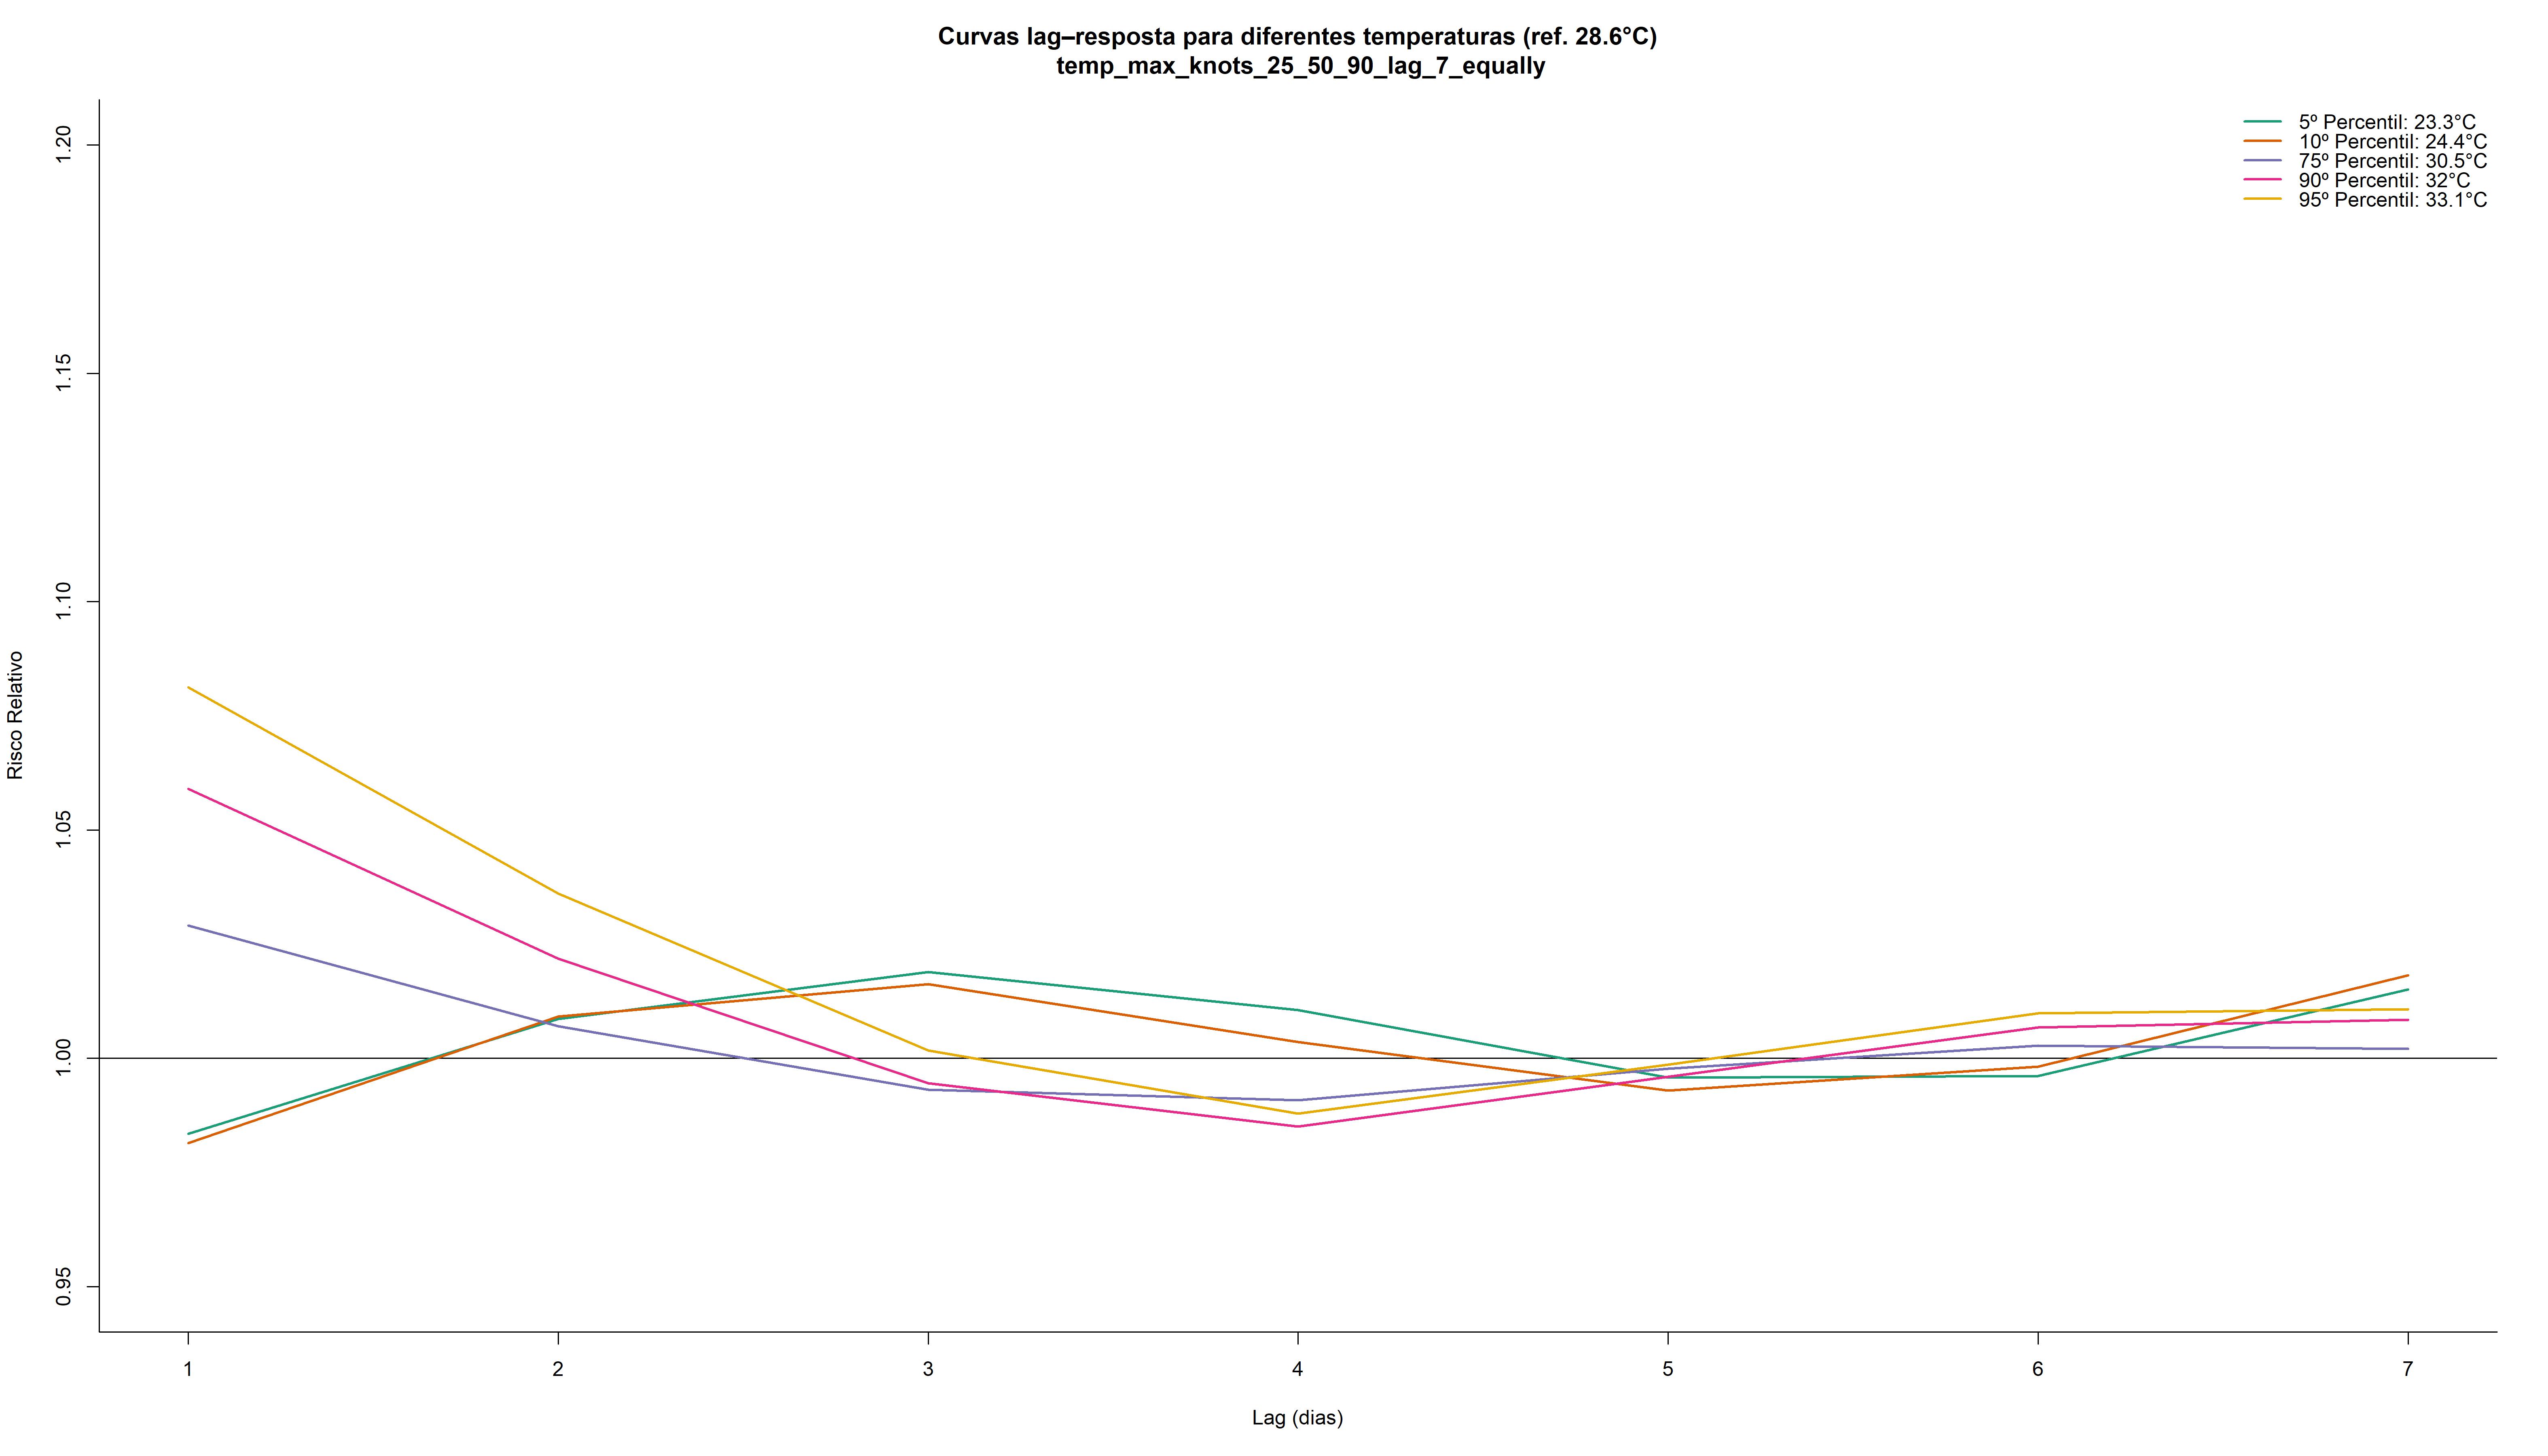 Curvas lag–resposta para diferentes temperaturas (ref. 28.6°C)
temp_max_knots_25_50_90_lag_7_equally
5º Percentil: 23.3°C
10º Percentil: 24.4°C
75º Percentil: 30.5°C
90º Percentil: 32°C
95º Percentil: 33.1°C
Risco Relativo
1.20
1.15
1.10
1.05
1.00
0.95
1 2 3 4 5 6 7
Lag (dias)